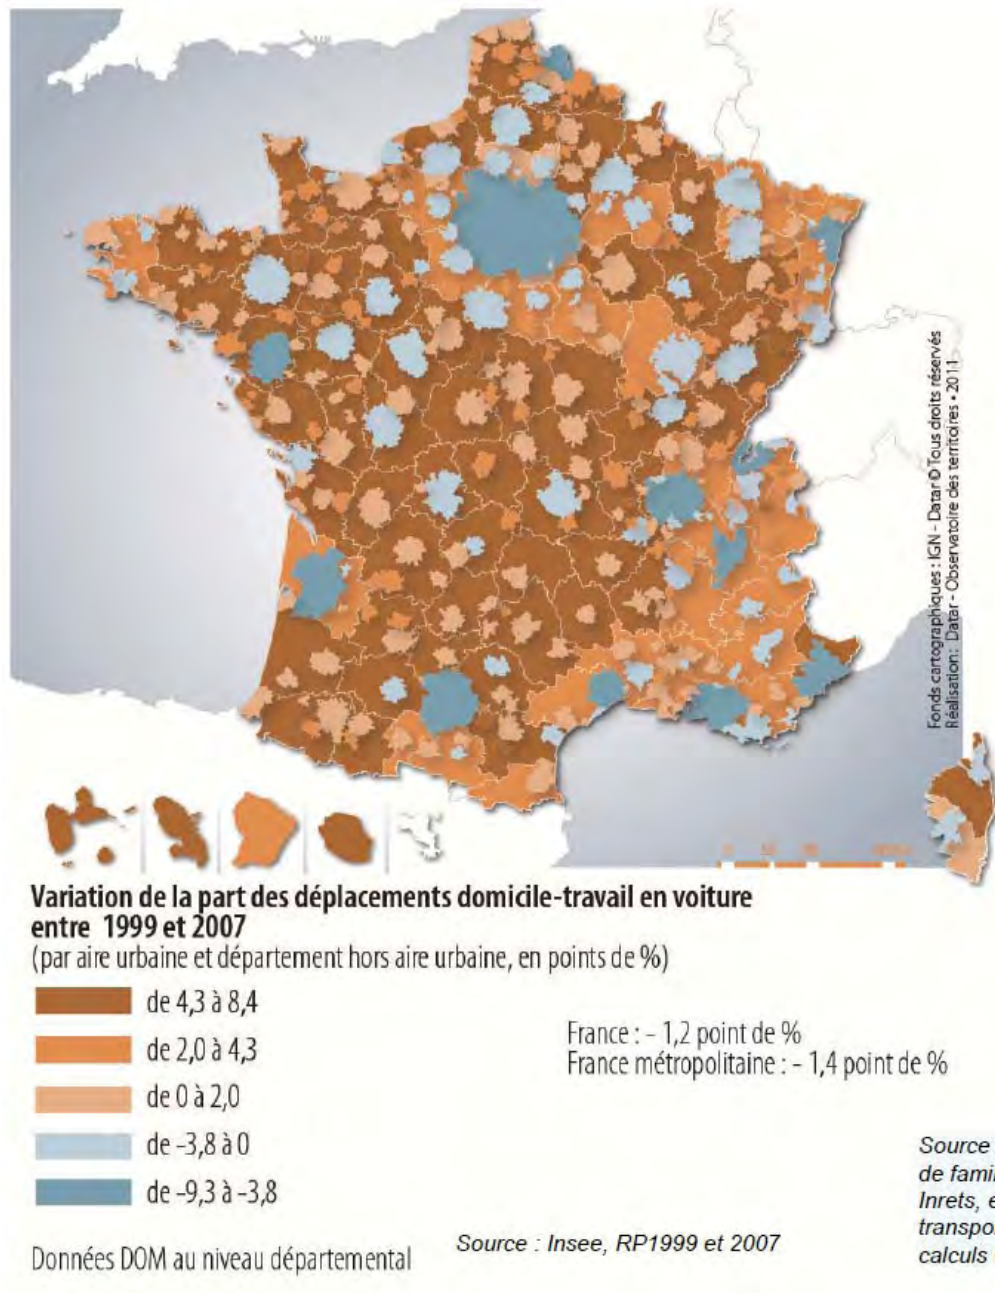 Fonds cartographiques : IGN - Datar © Tous droits réservés
Réalisation : Datar - Observatoire des territoires • 2011
Variation de la part des déplacements domicile-travail en voiture
entre 1999 et 2007
(par aire urbaine et département hors aire urbaine, en points de %)
de 4,3 à 8,4
de 2,0 à 4,3
de 0 à 2,0
de –3,8 à 0
de –9,3 à –3,8
France : – 1,2 point de %
France métropolitaine : – 1,4 point de %
Données DOM au niveau départemental
Source : Insee, RP1999 et 2007
Source
de famil
Inrets, e
transpo
calculs